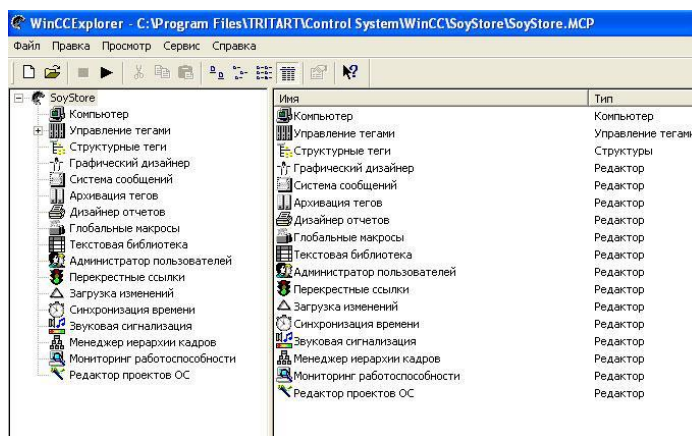 WinCCExplorer - C:\Program Files\TRITART\Control System\WinCC\SoyStore\SoyStore.MCP
Файл Правка Просмотр Сервис Справка
SoyStore
Компьютер
Управление тегами
Структурные теги
Графический дизайнер
Система сообщений
Архивация тегов
Дизайнер отчетов
Глобальные макросы
Текстовая библиотека
Администратор пользователей
Перекрестные ссылки
Загрузка изменений
Синхронизация времени
Звуковая сигнализация
Менеджер иерархии кадров
Мониторинг работоспособности
Редактор проектов ОС
Имя Тип
Компьютер Компьютер
Управление тегами Управление тегами
Структурные теги Структуры
Графический дизайнер Редактор
Система сообщений Редактор
Архивация тегов Редактор
Дизайнер отчетов Редактор
Глобальные макросы Редактор
Текстовая библиотека Редактор
Администратор пользователей Редактор
Перекрестные ссылки Редактор
Загрузка изменений Редактор
Синхронизация времени Редактор
Звуковая сигнализация Редактор
Менеджер иерархии кадров Редактор
Мониторинг работоспособности Редактор
Редактор проектов ОС Редактор